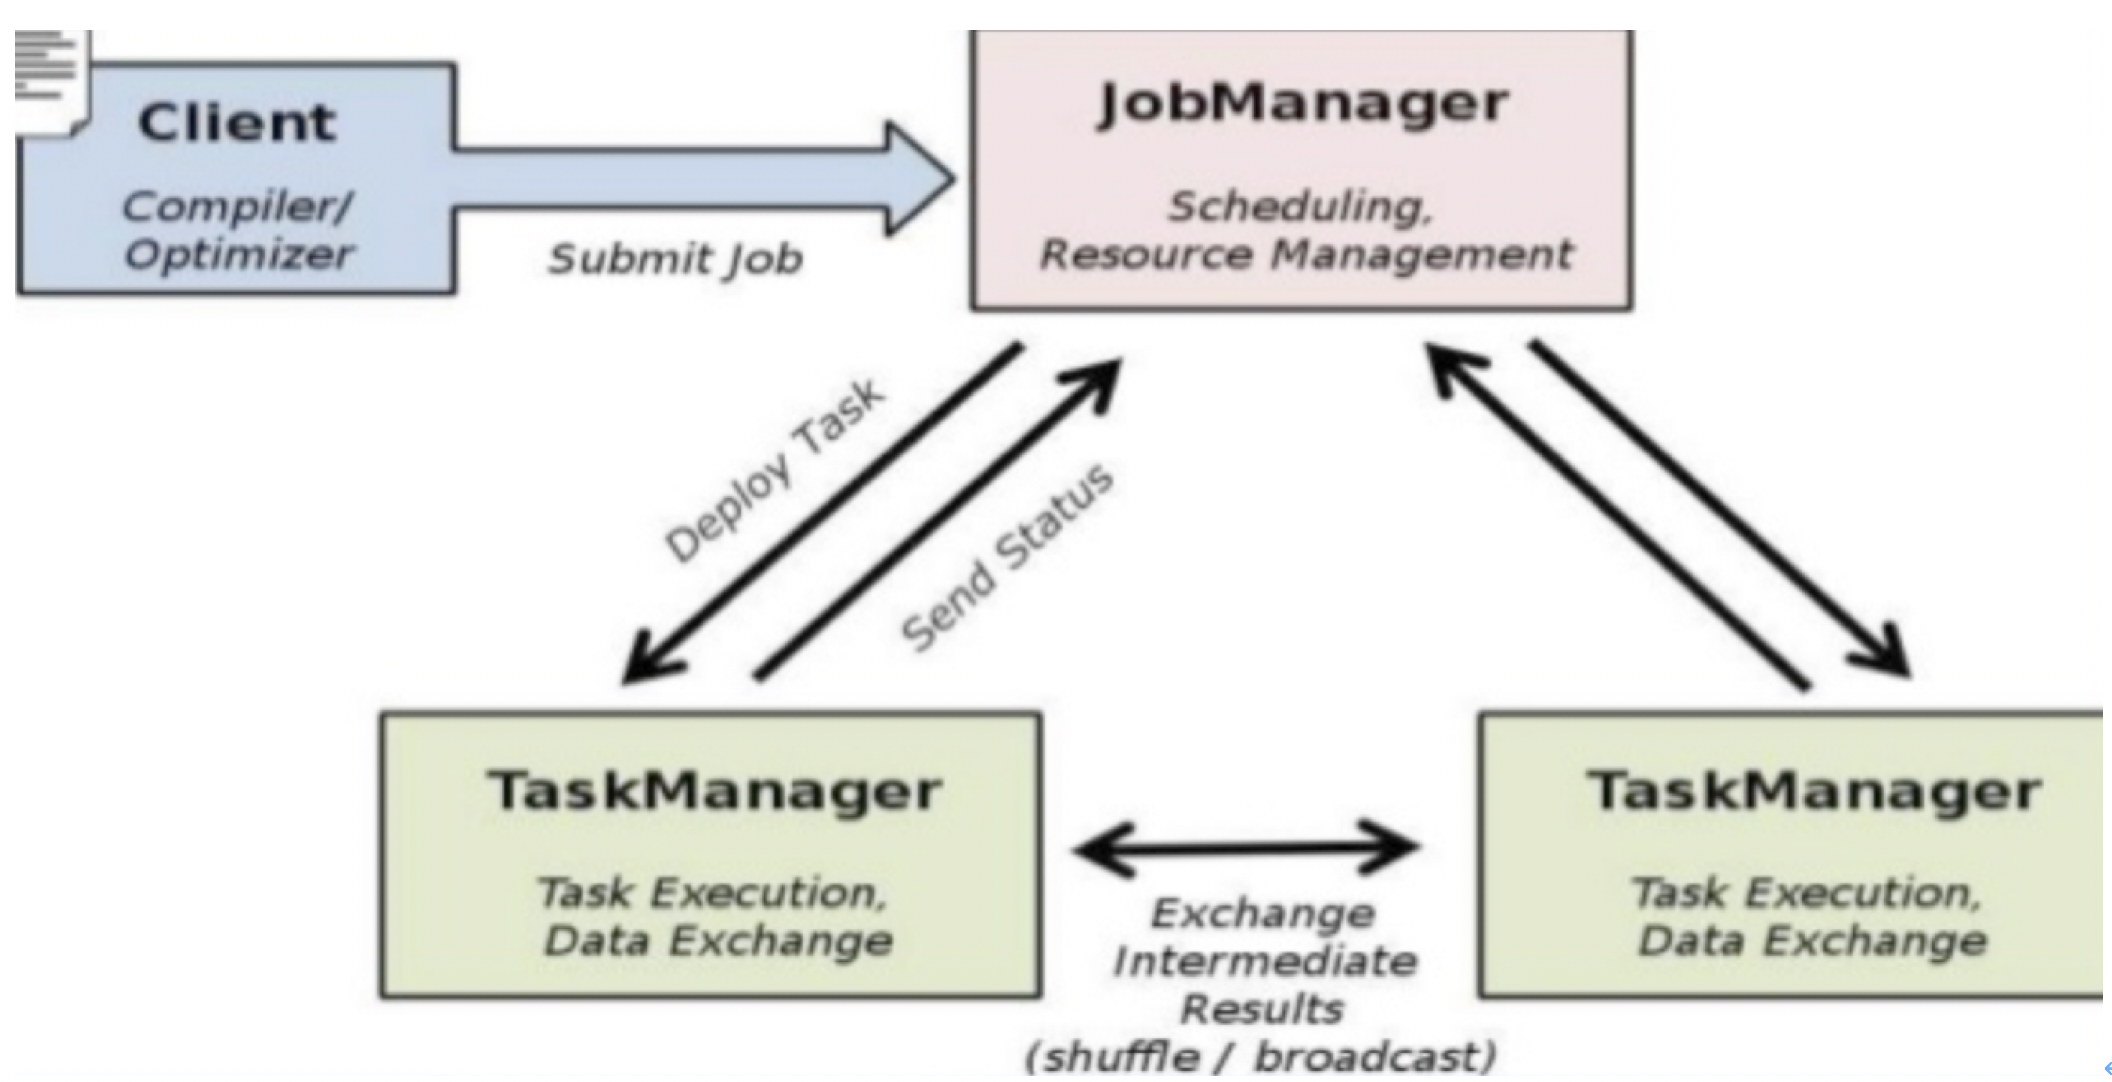 Client
Compiler/
Optimizer
Submit Job
JobManager
Scheduling,
Resource Management
Deploy Task
Send Status
TaskManager
Task Execution,
Data Exchange
Exchange
Intermediate
Results
(shuffle / broadcast)
TaskManager
Task Execution,
Data Exchange